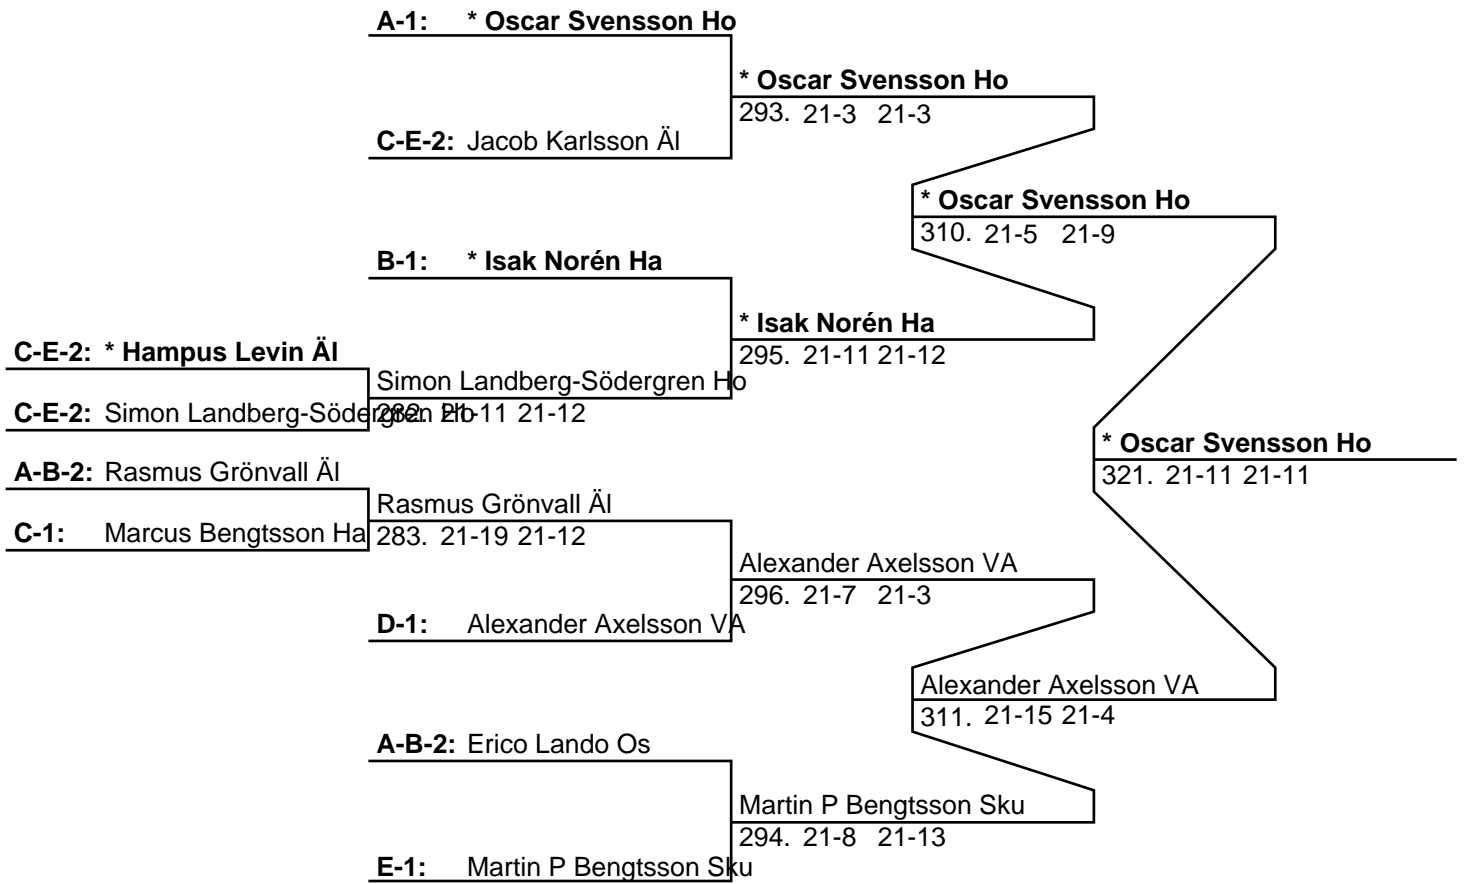 A-1: * Oscar Svensson Ho
* Oscar Svensson Ho
293. 21-3 21-3
C-E-2: Jacob Karlsson Äl
* Oscar Svensson Ho
310. 21-5 21-9
B-1: * Isak Norén Ha
* Isak Norén Ha
295. 21-11 21-12
C-E-2: * Hampus Levin Äl
Simon Landberg-Södergren Ho
C-E-2: Simon Landberg-Södergren Ho
282. 21-11 21-12
* Oscar Svensson Ho
321. 21-11 21-11
A-B-2: Rasmus Grönvall Äl
Rasmus Grönvall Äl
C-1: Marcus Bengtsson Ha
283. 21-19 21-12
Alexander Axelsson VA
296. 21-7 21-3
D-1: Alexander Axelsson VA
Alexander Axelsson VA
311. 21-15 21-4
A-B-2: Erico Lando Os
Martin P Bengtsson Sku
294. 21-8 21-13
E-1: Martin P Bengtsson Sku